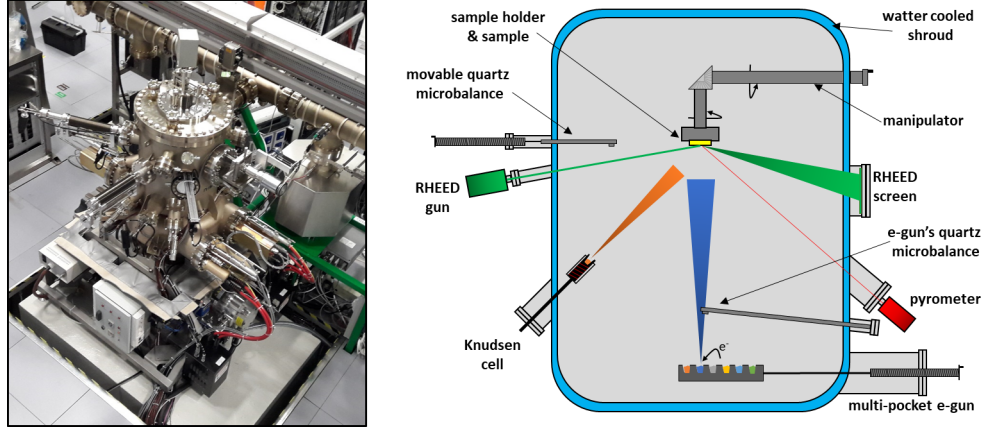 sample holder
& sample
watter cooled
shroud
movable quartz
microbalance
manipulator
RHEED
gun
RHEED
screen
e-gun's quartz
microbalance
pyrometer
Knudsen
cell
e-
multi-pocket e-gun